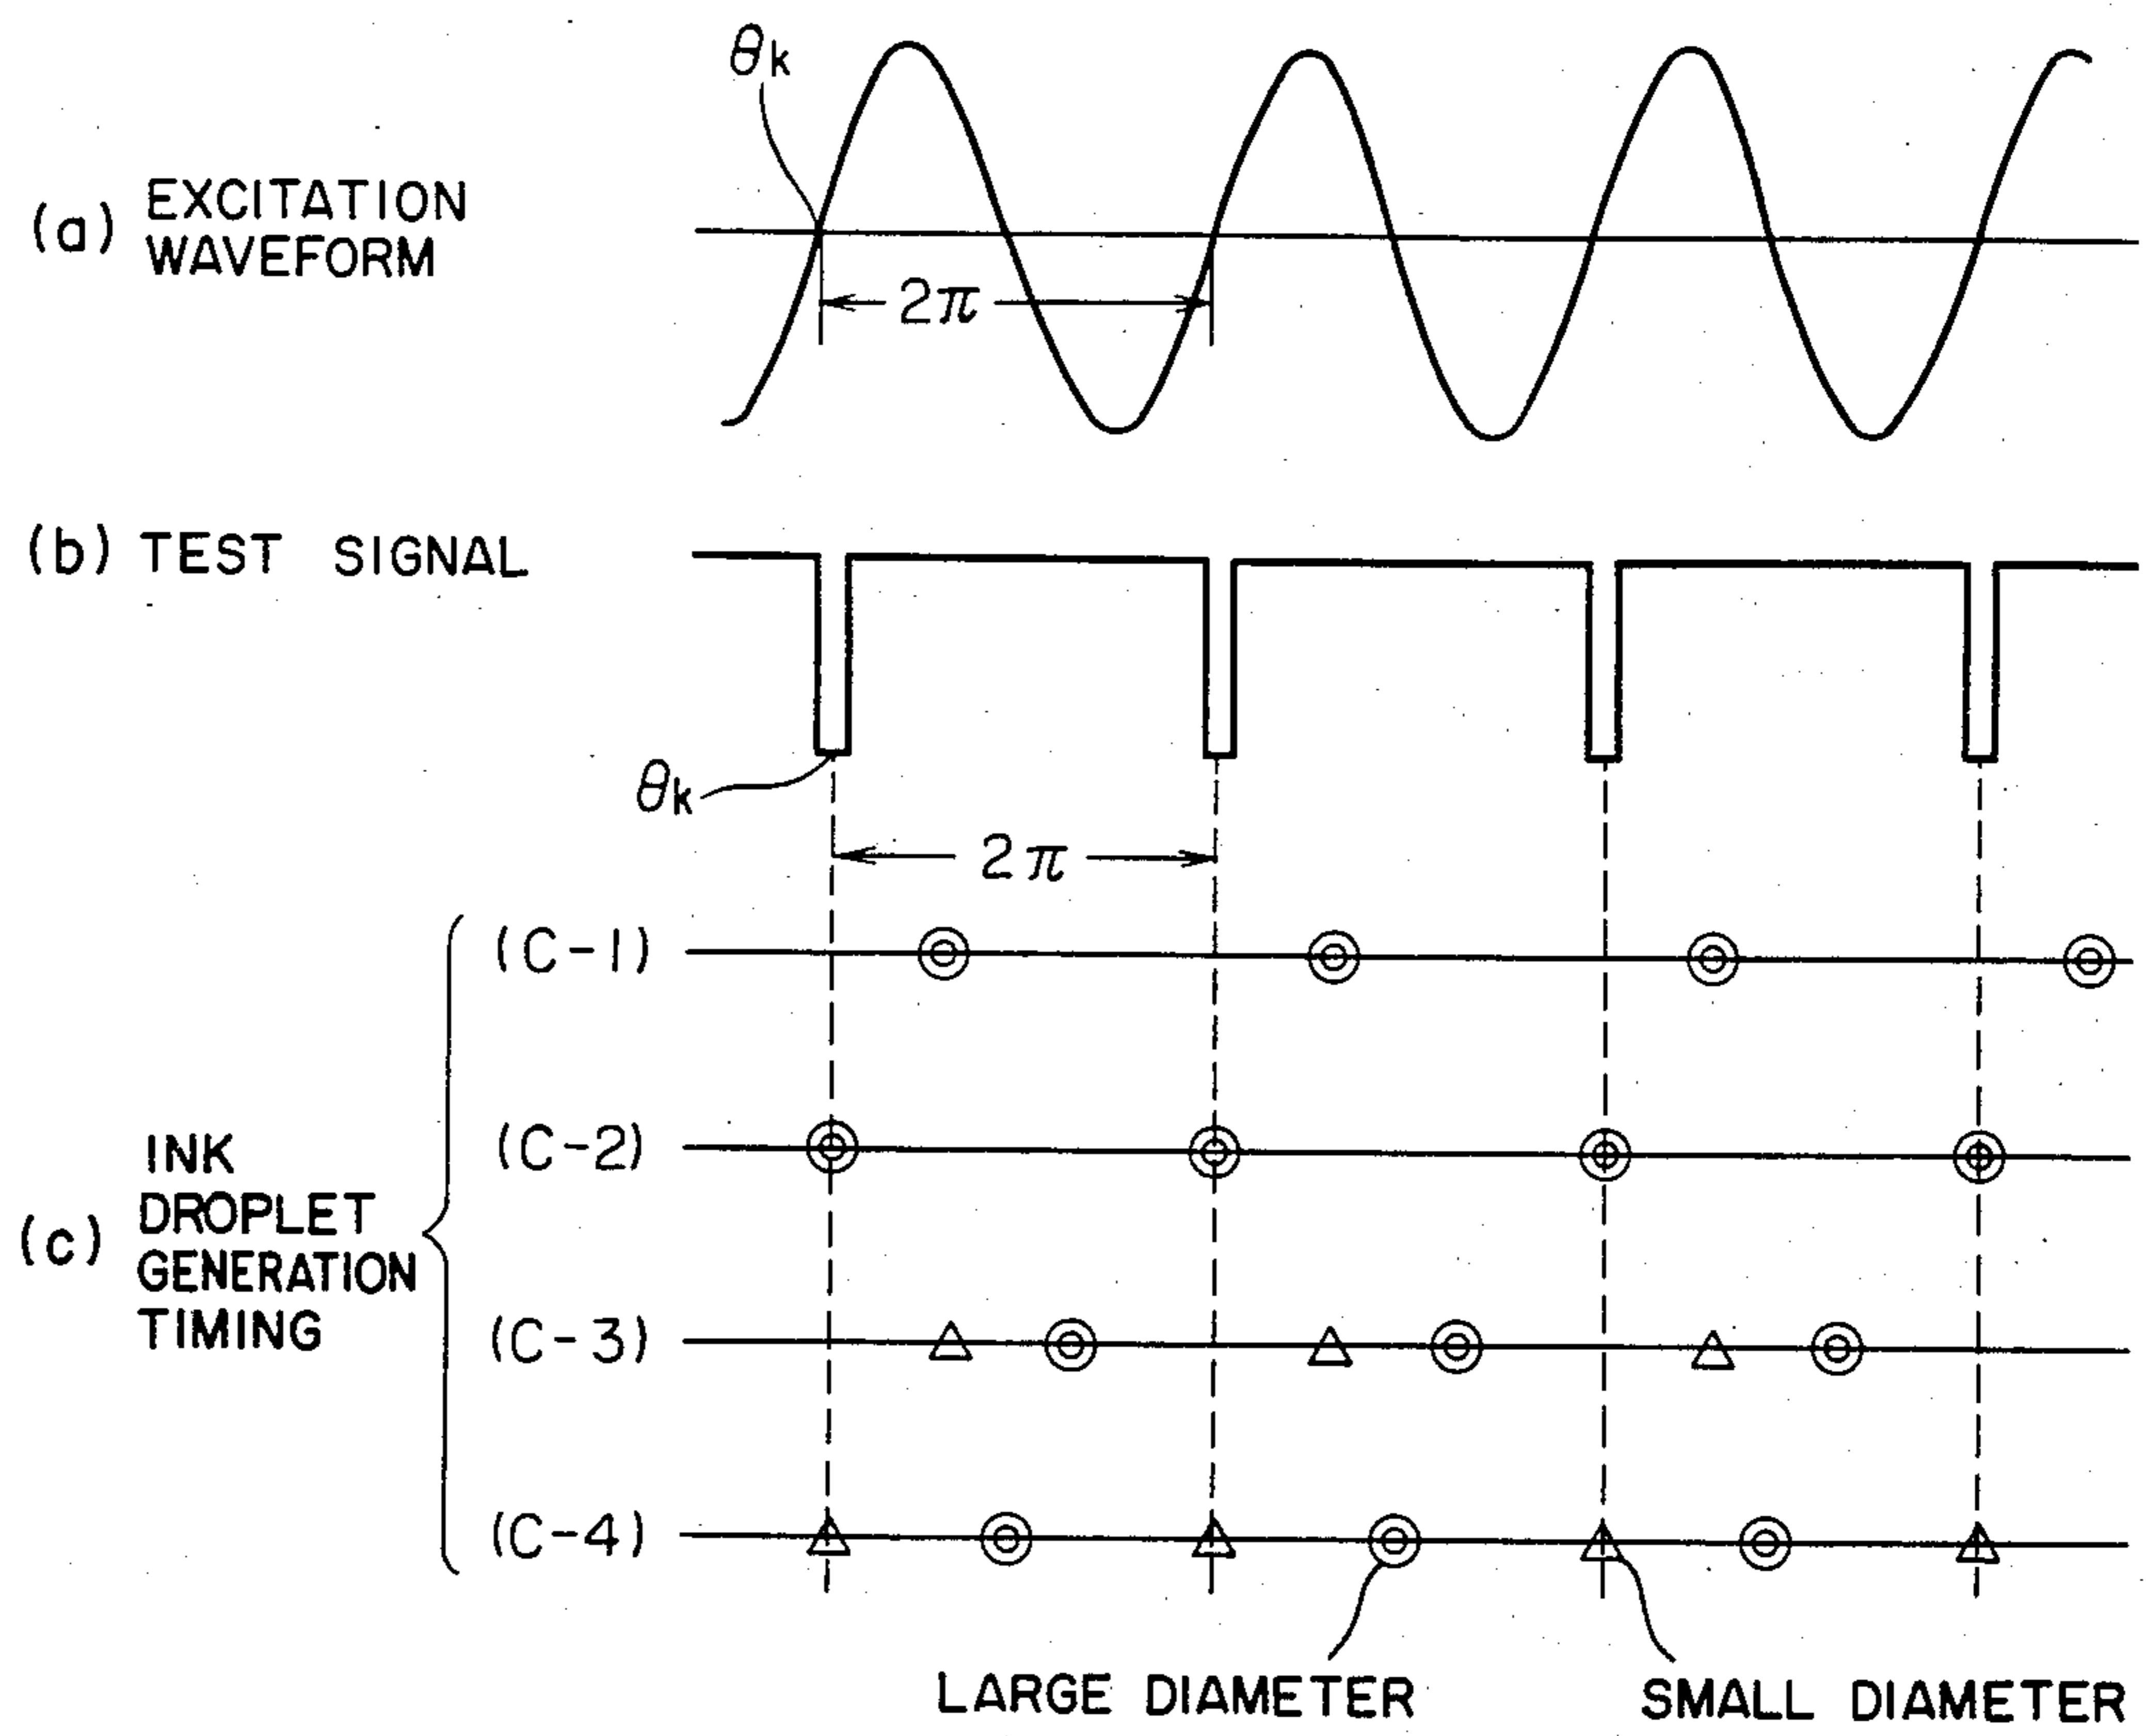 θk
(a) EXCITATION
WAVEFORM
2π
(b) TEST SIGNAL
θk
2π
(C-1)
(C-2)
(c) INK
DROPLET
GENERATION
TIMING
(C-3)
(C-4)
LARGE DIAMETER
SMALL DIAMETER